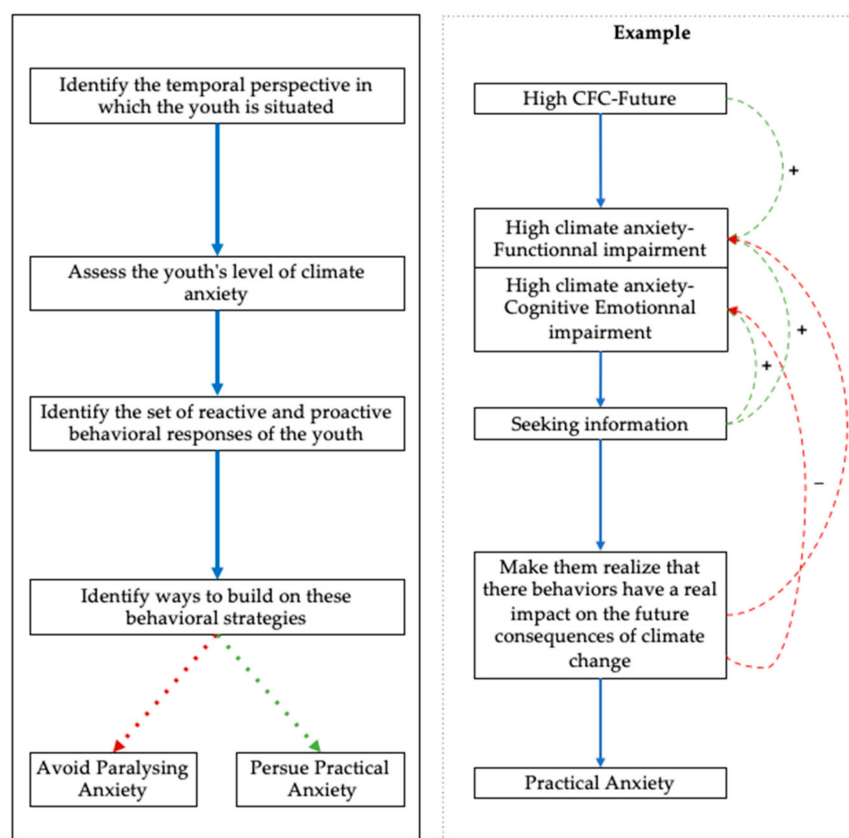 Identify the temporal perspective in
which the youth is situated
Assess the youth's level of climate
anxiety
Identify the set of reactive and proactive
behavioral responses of the youth
Identify ways to build on these
behavioral strategies
Avoid Paralysing
Anxiety
Persue Practical
Anxiety
Example
High CFC-Future
+
High climate anxiety-
Functionnal impairment
High climate anxiety-
Cognitive Emotionnal
impairment
+
+
Seeking information
–
Make them realize that
there behaviors have a real
impact on the future
consequences of climate
change
Practical Anxiety